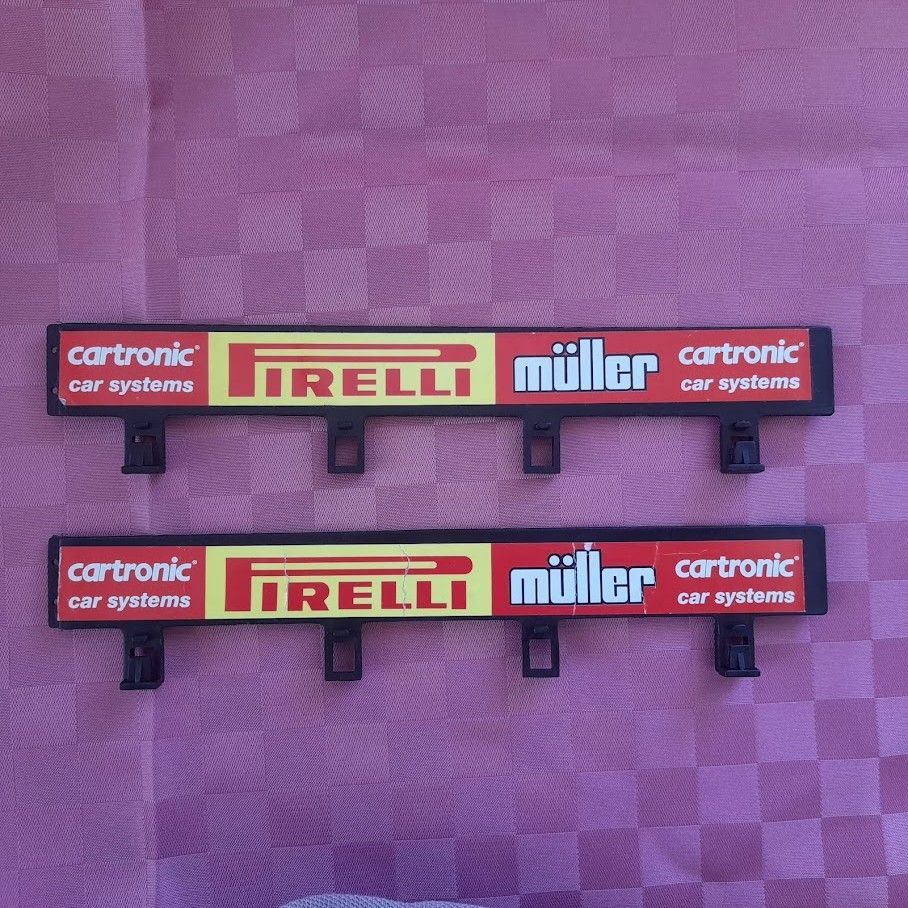 cartronic®
car systems
PIRELLI
müller
cartronic®
car systems
cartronic®
car systems
PIRELLI
müller
cartronic®
car systems